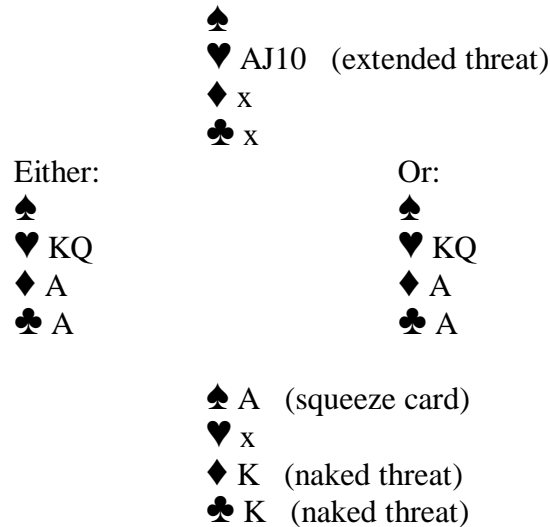 ♠
♥ AJ10 (extended threat)
♦ x
♣ x
Either: Or:
♠ ♠
♥ KQ ♥ KQ
♦ A ♦ A
♣ A ♣ A
♠ A (squeeze card)
♥ x
♦ K (naked threat)
♣ K (naked threat)